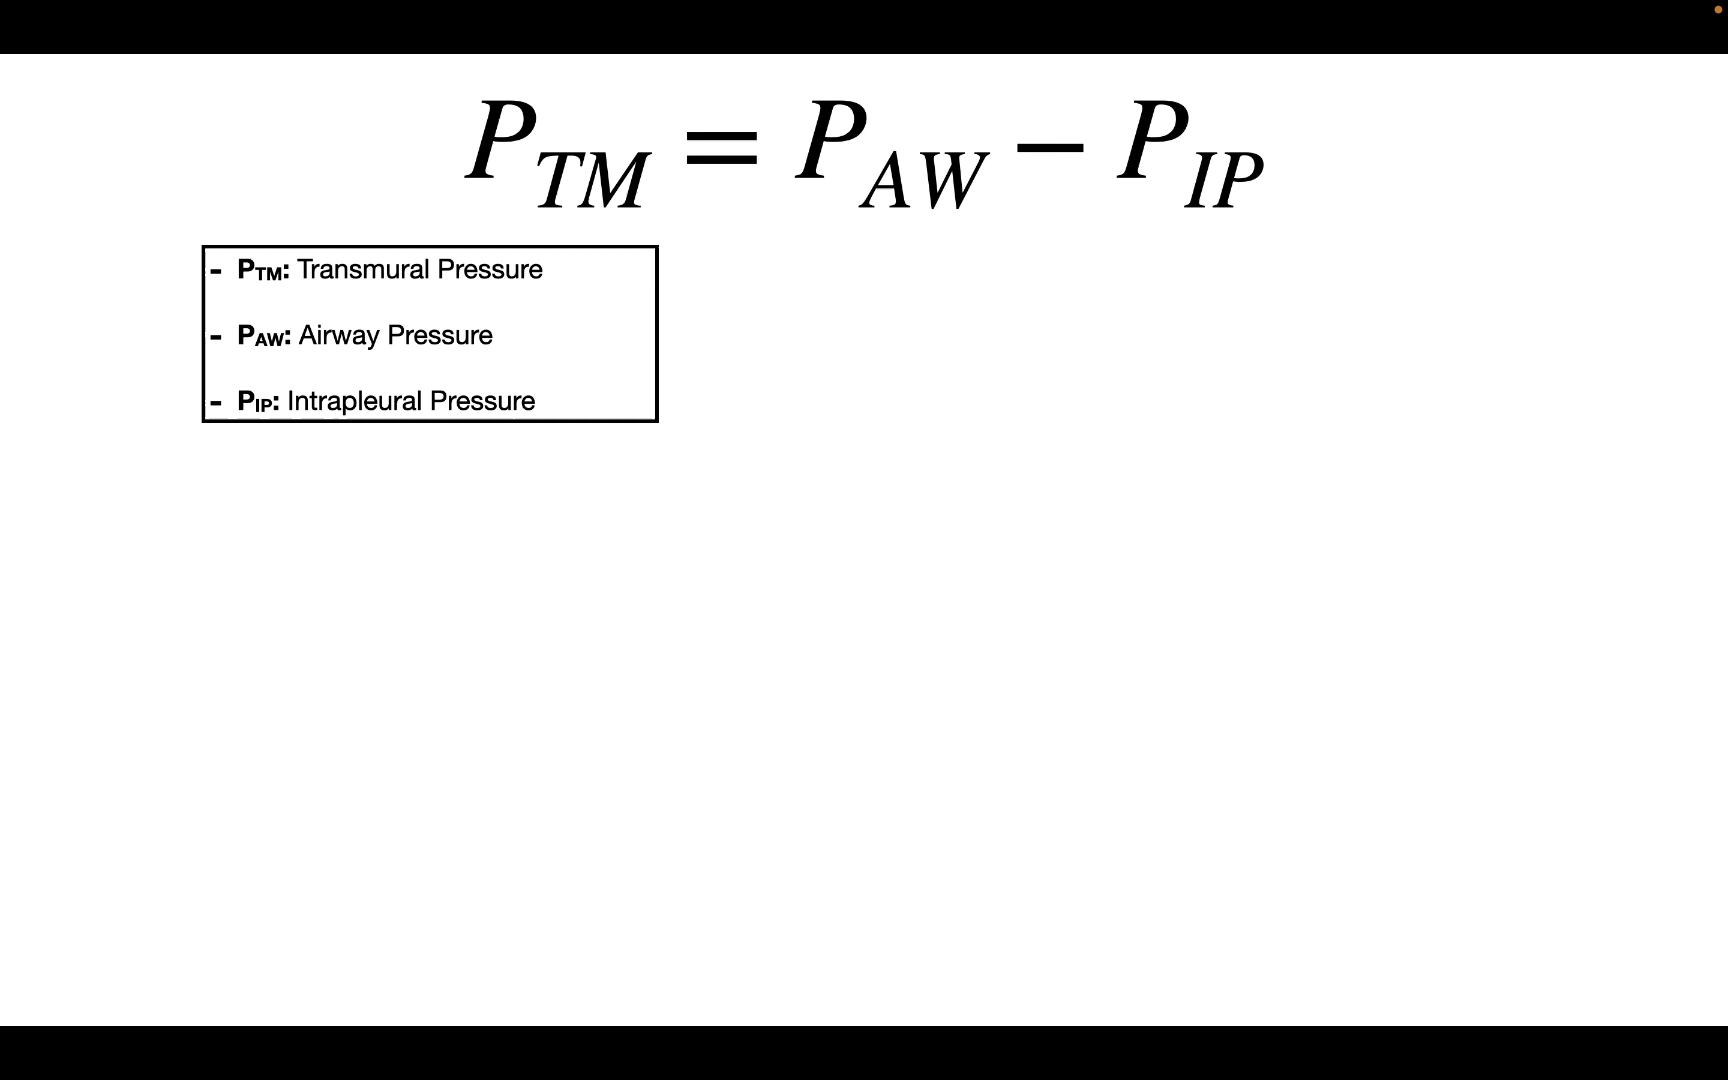 P_TM = P_AW − P_IP
- P_TM: Transmural Pressure
- P_AW: Airway Pressure
- P_IP: Intrapleural Pressure